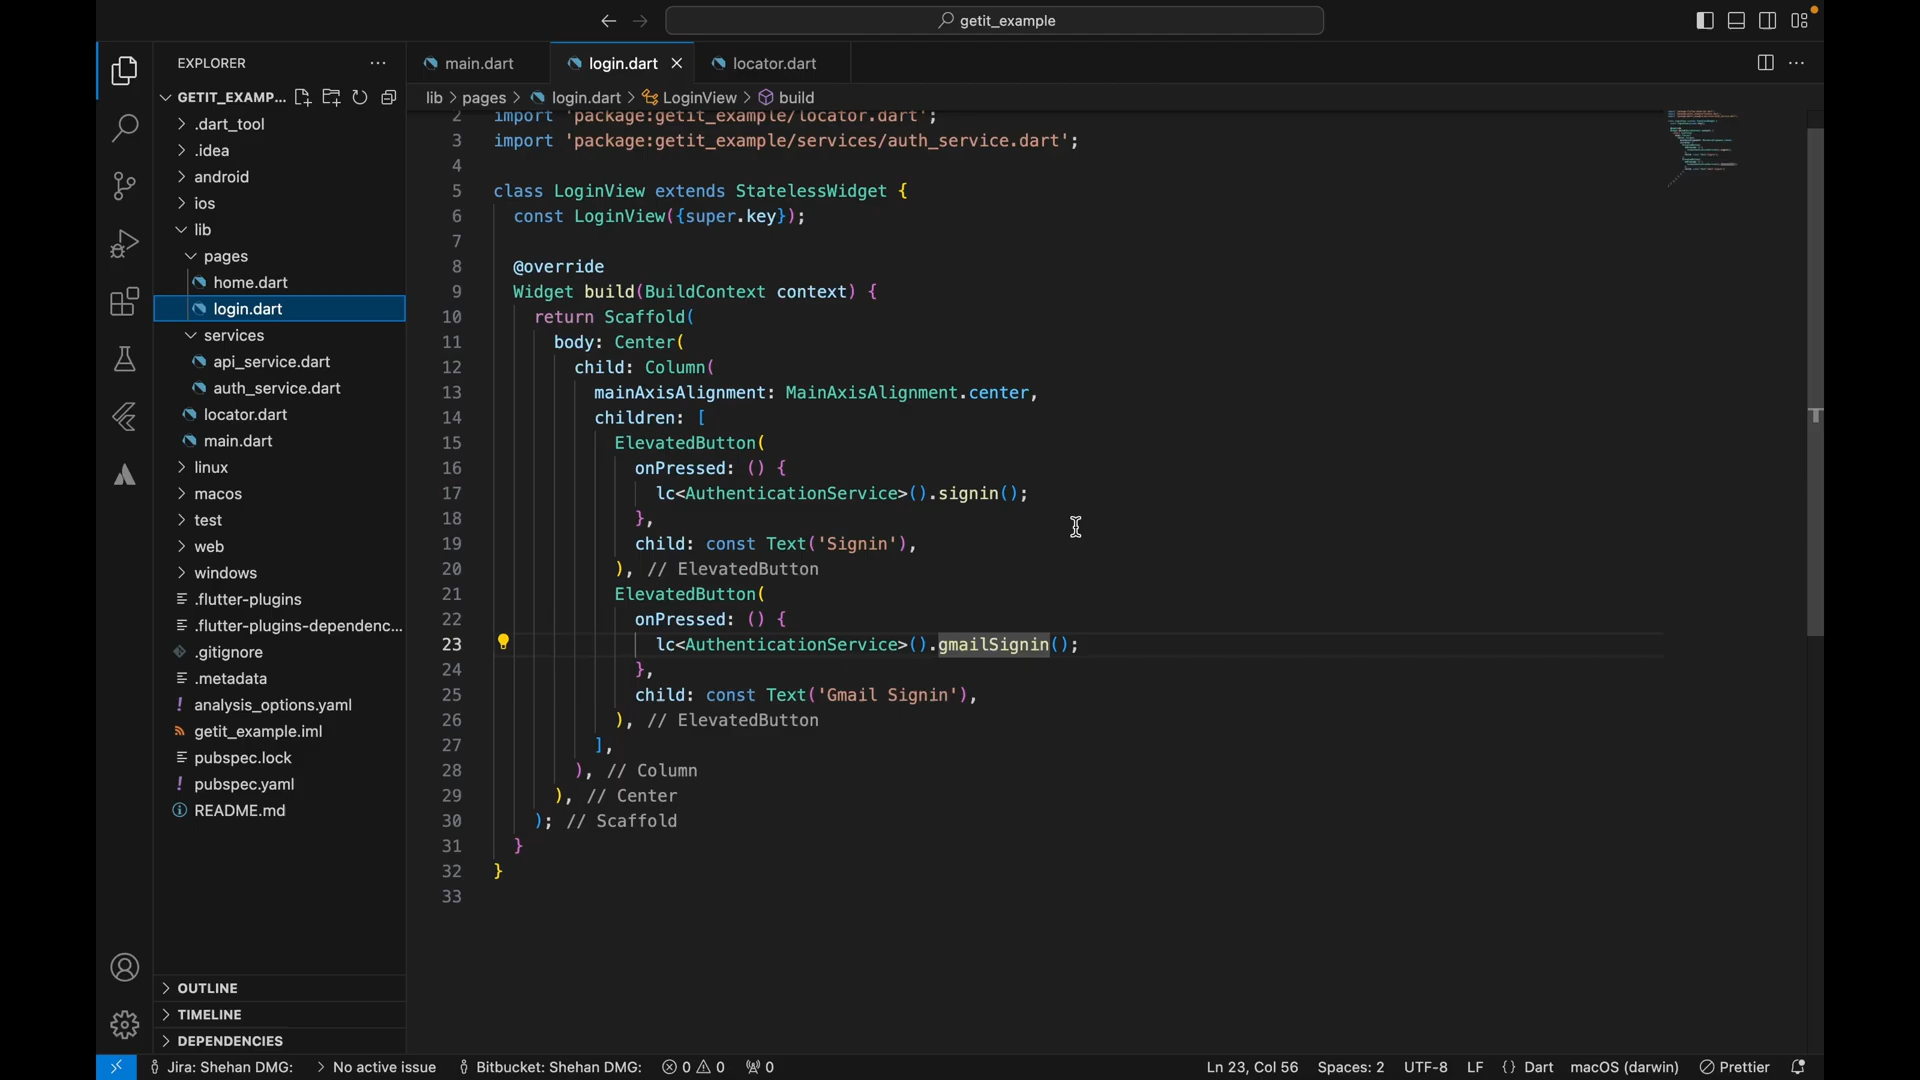 getit_example
EXPLORER
GETIT_EXAMP...
.dart_tool
.idea
android
ios
lib
pages
home.dart
login.dart
services
api_service.dart
auth_service.dart
locator.dart
main.dart
linux
macos
test
web
windows
.flutter-plugins
.flutter-plugins-dependenc...
.gitignore
.metadata
analysis_options.yaml
getit_example.iml
pubspec.lock
pubspec.yaml
README.md
OUTLINE
TIMELINE
DEPENDENCIES
main.dart login.dart locator.dart
lib > pages > login.dart > LoginView > build
2 import 'package:getit_example/locator.dart';
3 import 'package:getit_example/services/auth_service.dart';
4
5 class LoginView extends StatelessWidget {
6 const LoginView({super.key});
7
8 @override
9 Widget build(BuildContext context) {
10 return Scaffold(
11 body: Center(
12 child: Column(
13 mainAxisAlignment: MainAxisAlignment.center,
14 children: [
15 ElevatedButton(
16 onPressed: () {
17 lc<AuthenticationService>().signin();
18 },
19 child: const Text('Signin'),
20 ), // ElevatedButton
21 ElevatedButton(
22 onPressed: () {
23 lc<AuthenticationService>().gmailSignin();
24 },
25 child: const Text('Gmail Signin'),
26 ), // ElevatedButton
27 ],
28 ), // Column
29 ), // Center
30 ); // Scaffold
31 }
32 }
33
Jira: Shehan DMG: > No active issue Bitbucket: Shehan DMG: 0 0 0 Ln 23, Col 56 Spaces: 2 UTF-8 LF {} Dart macOS (darwin) Prettier